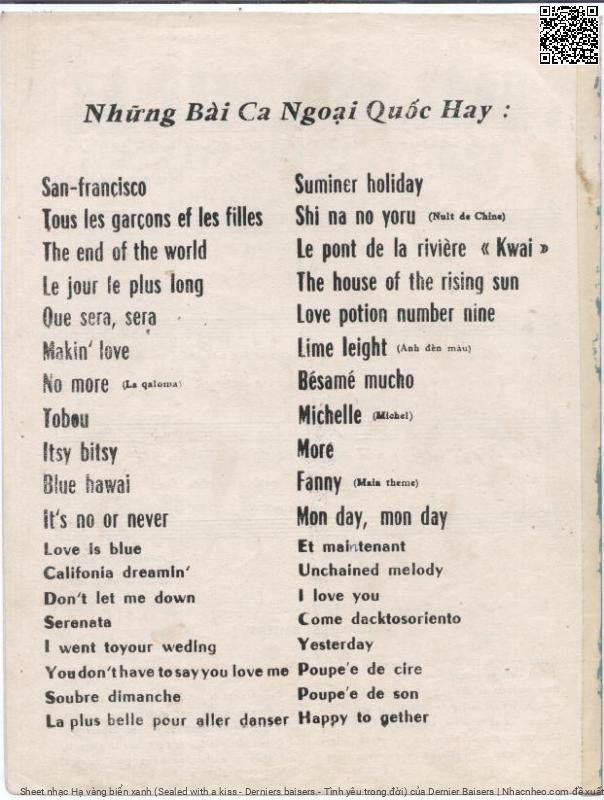 Những Bài Ca Ngoại Quốc Hay :
San-francisco
Tous les garçons ef les filles
The end of the world
Le jour le plus long
Que sera, sera
Makin' love
No more (La qaloma)
Tobou
Itsy bitsy
Blue hawai
It's no or never
Love is blue
Califonia dreamin'
Don't let me down
Serenata
I went toyour weding
You don't have to say you love me
Soubre dimanche
La plus belle pour aller danser
Suminer holiday
Shi na no yoru (Nuit de Chine)
Le pont de la rivière « Kwai »
The house of the rising sun
Love potion number nine
Lime leight (Ánh đèn màu)
Bésamé mucho
Michelle (Michel)
More
Fanny (Main theme)
Mon day, mon day
Et maintenant
Unchained melody
I love you
Come dacktosoriento
Yesterday
Poupe'e de cire
Poupe'e de son
Happy to gether
Sheet nhạc Hạ vàng biển xanh (Sealed with a kiss - Derniers baisers - Tình yêu trong đời) của Dernier Baisers | Nhacnheo.com đề xuất